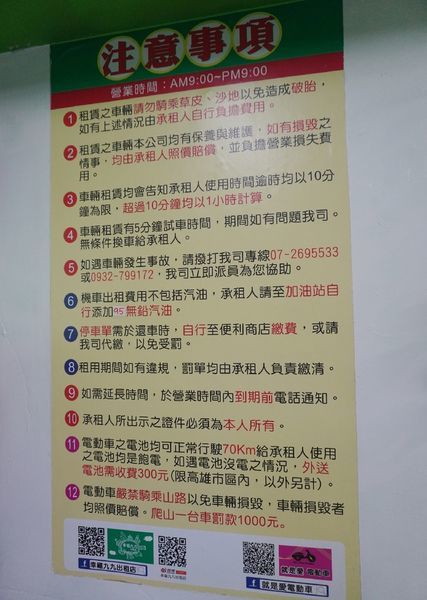 注意事項
營業時間：AM9:00~PM9:00
1 租賃之車輛請勿騎乘草皮、沙地以免造成破胎，
如有上述情況由承租人自行負擔費用。
2 租賃之車輛本公司均有保養與維護，如有損毀之
情事，均由承租人照價賠償，並負擔營業損失費
用。
3 車輛租賃均會告知承租人使用時間逾時均以10分
鐘為限，超過10分鐘均以1小時計算。
4 車輛租賃有5分鐘試車時間，期間如有問題我司。
無條件換車給承租人。
5 如遇車輛發生事故，請撥打我司專線07-2695533
或0932-799172，我司立即派員為您協助。
6 機車出租費用不包括汽油，承租人請至加油站自
行添加95無鉛汽油。
7 停車單需於還車時，自行至便利商店繳費，或請
我司代繳，以免受罰。
8 租用期間如有違規，罰單均由承租人負責繳清。
9 如需延長時間，於營業時間內到期前電話通知。
10 承租人所出示之證件必須為本人所有。
11 電動車之電池均可正常行駛70Km給承租人使用
之電池均是飽電，如遇電池沒電之情況，外送
電池需收費300元(限高雄市區內，以外另計)。
12 電動車嚴禁騎乘山路以免車輛損毀，車輛損毀者
均照價賠償。爬山一台車罰款1000元。
f 幸福九九出租店
幸福九九出租店
就是愛 電動車
f 就是愛電動車